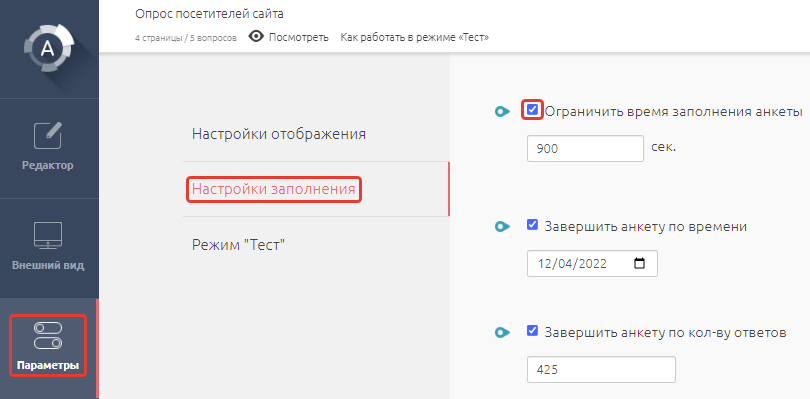 Опрос посетителей сайта
4 страницы / 5 вопросов Посмотреть Как работать в режиме «Тест»
A
Редактор
Внешний вид
Параметры
Настройки отображения
Настройки заполнения
Режим "Тест"
Ограничить время заполнения анкеты
900 сек.
Завершить анкету по времени
12/04/2022
Завершить анкету по кол-ву ответов
425